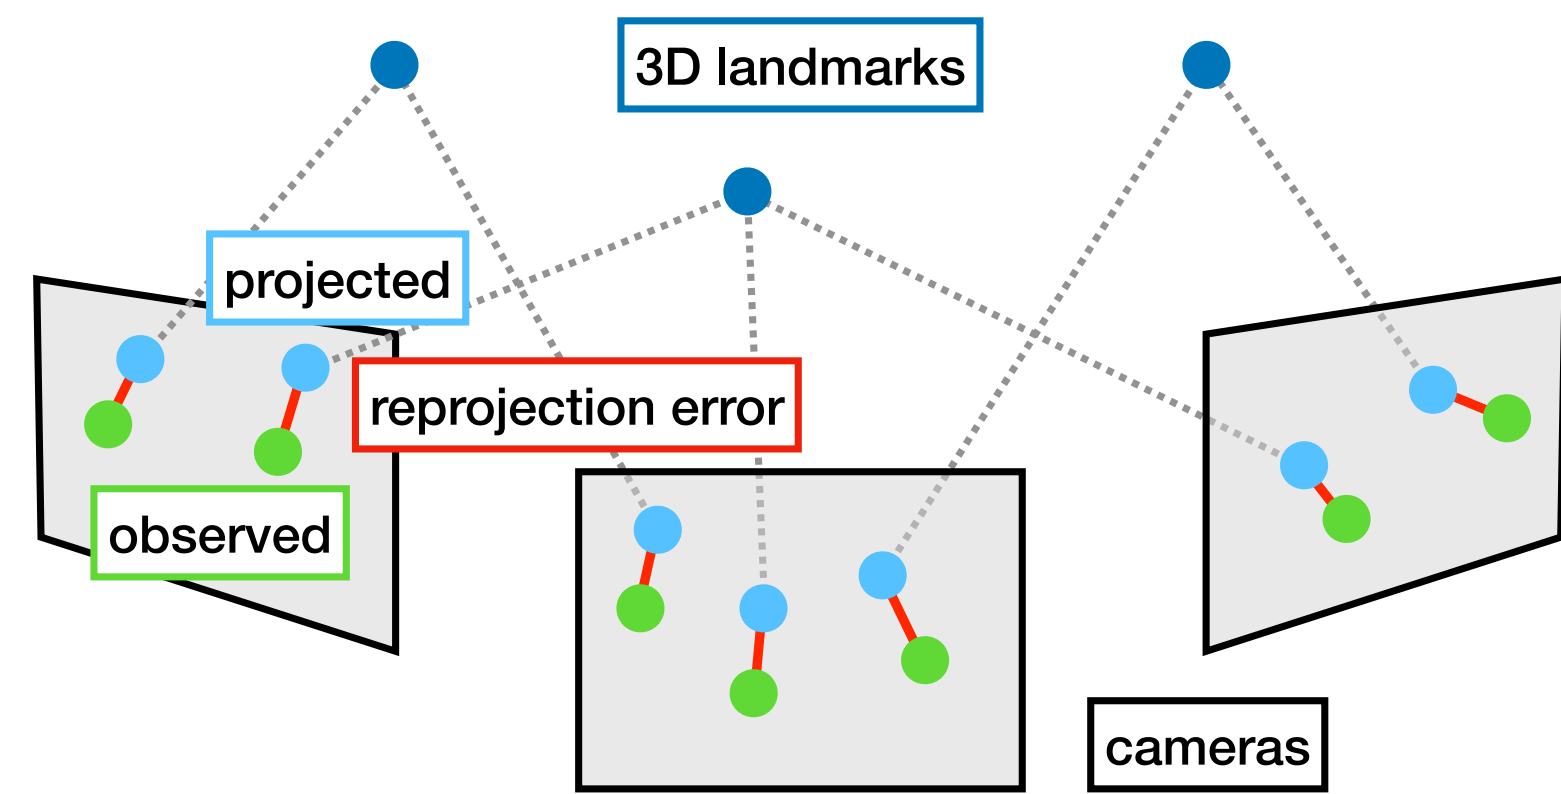 3D landmarks
projected
reprojection error
observed
cameras